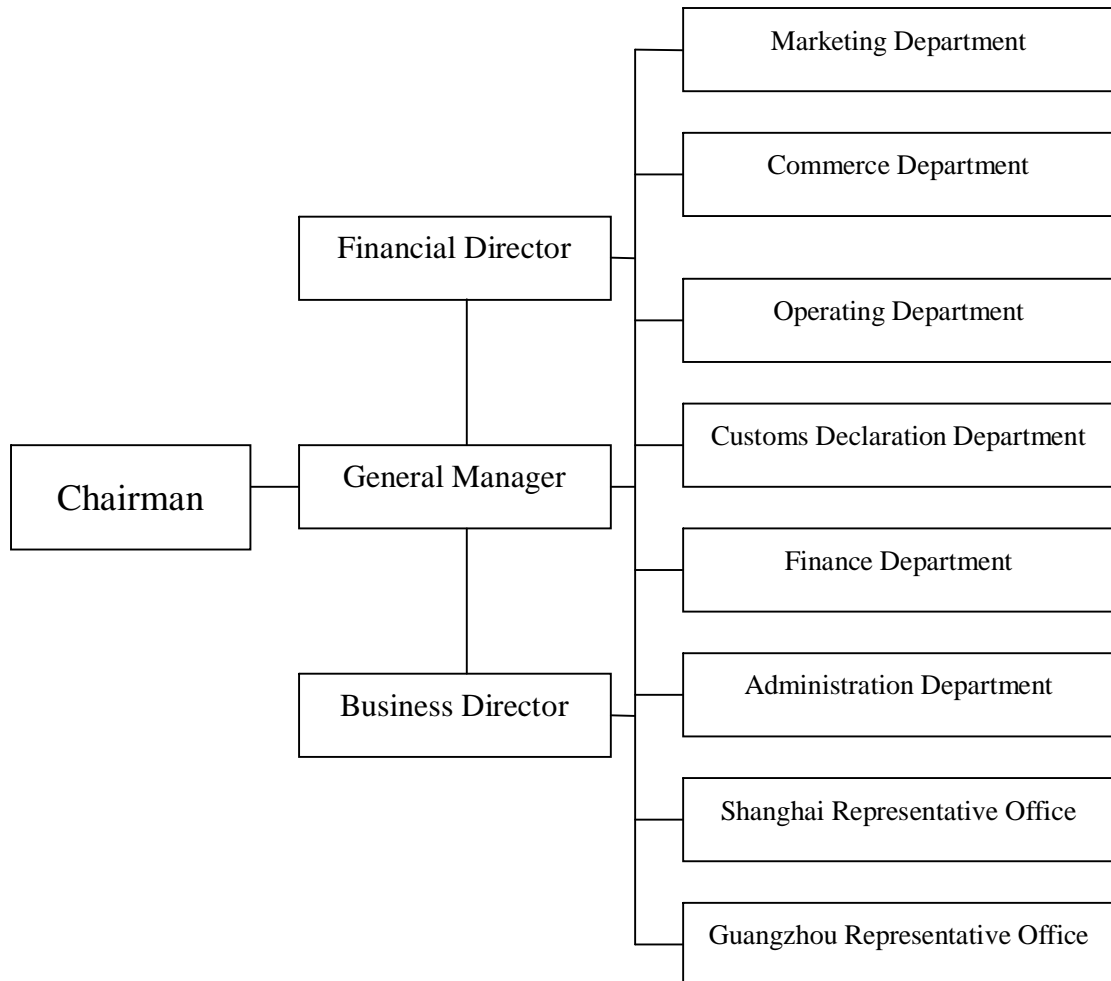 Chairman
Financial Director
General Manager
Business Director
Marketing Department
Commerce Department
Operating Department
Customs Declaration Department
Finance Department
Administration Department
Shanghai Representative Office
Guangzhou Representative Office